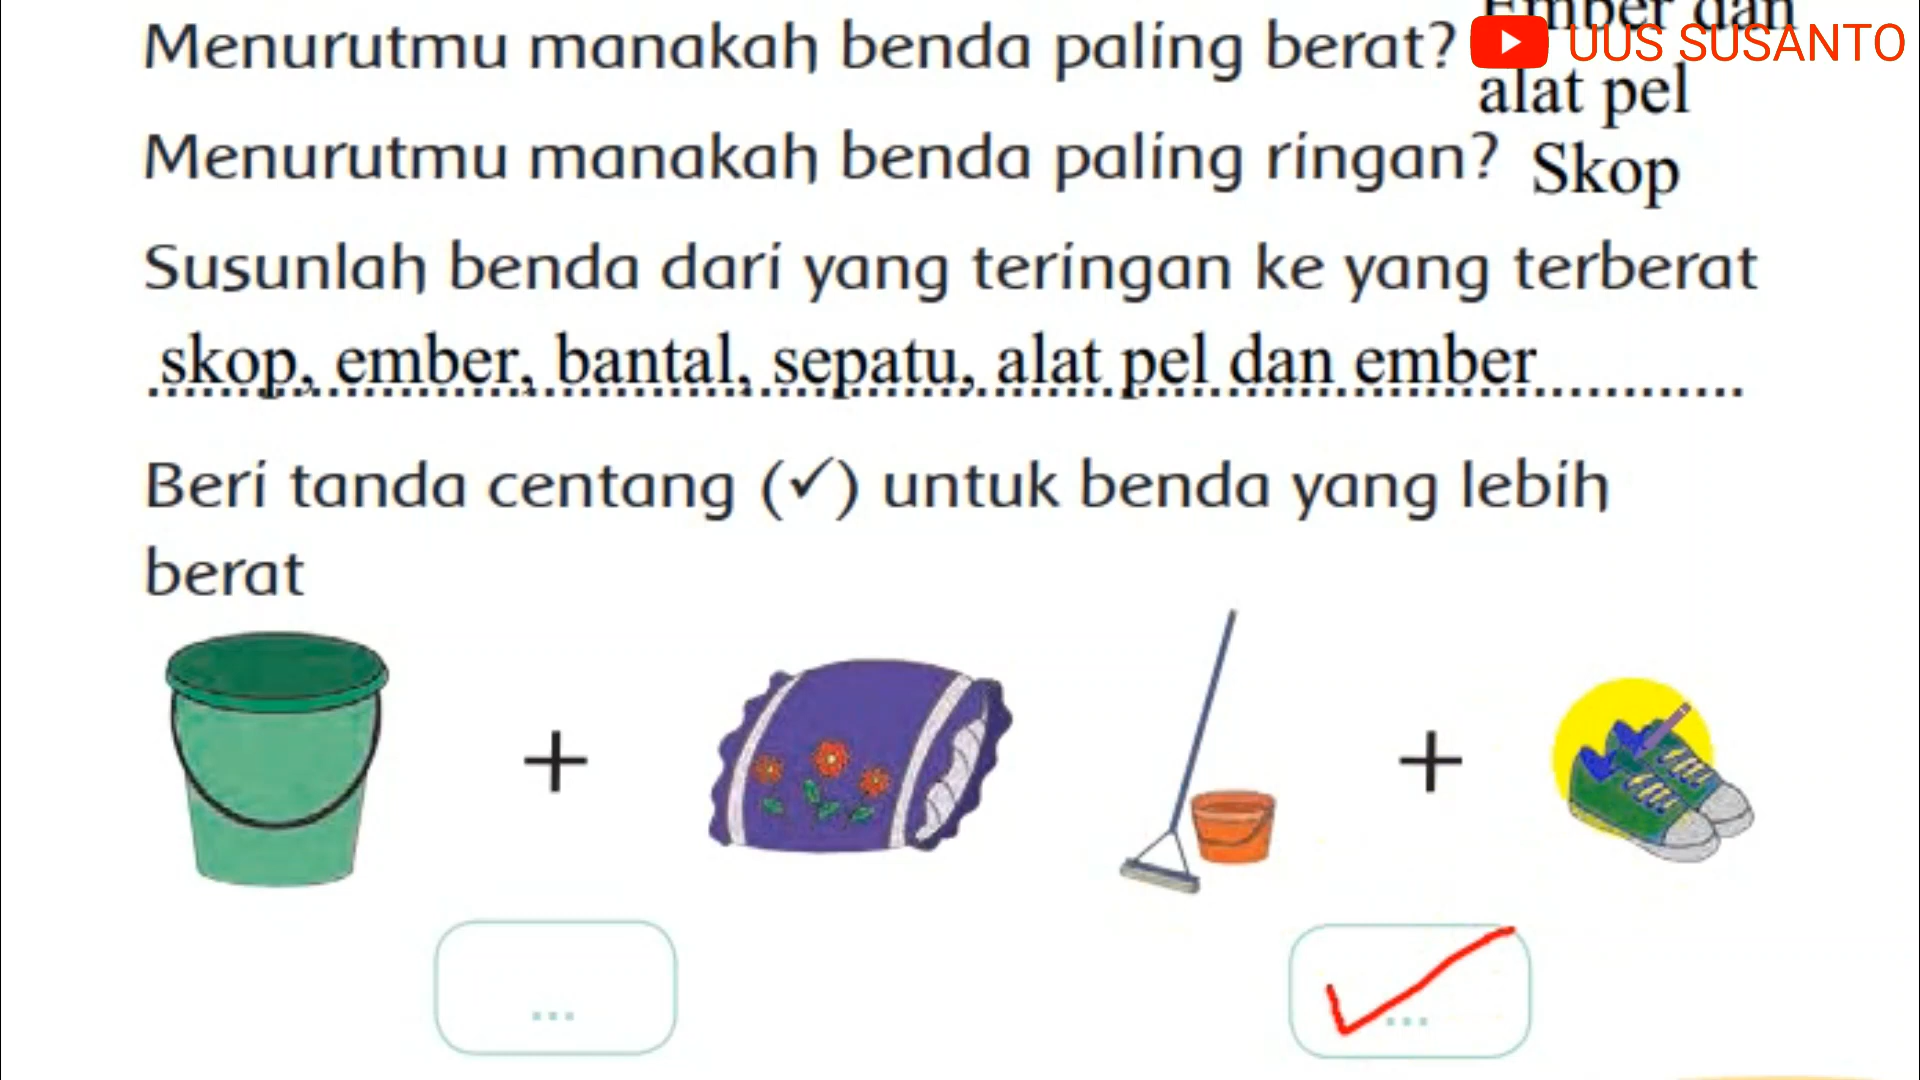 Menurutmu manakah benda paling berat? Ember dan
UUS SUSANTO
alat pel
Menurutmu manakah benda paling ringan? Skop
Susunlah benda dari yang teringan ke yang terberat
skop, ember, bantal, sepatu, alat pel dan ember
Beri tanda centang (✓) untuk benda yang lebih
berat
+ +
... ...